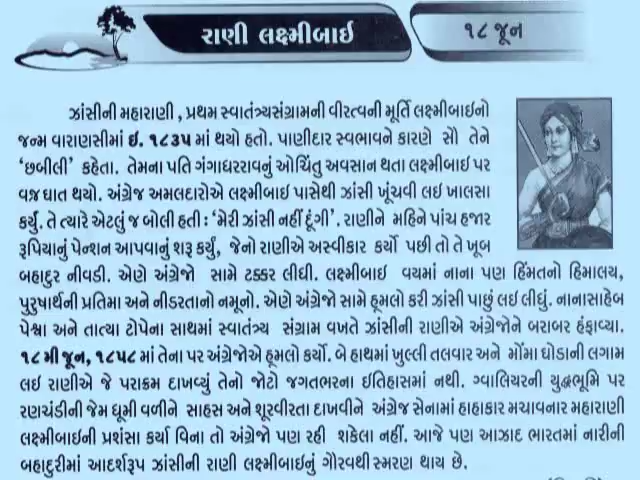 રાણી લક્ષ્મીબાઈ
૧૮ જૂન
ઝાંસીની મહારાણી , પ્રથમ સ્વાતંત્ર્યસંગ્રામની વીરત્વની મૂર્તિ લક્ષ્મીબાઈનો
જન્મ વારાણસીમાં ઇ. ૧૮૩૫ માં થયો હતો. પાણીદાર સ્વભાવને કારણે સૌ તેને
‘છબીલી’ કહેતા. તેમના પતિ ગંગાધરરાવનું ઓચિંતુ અવસાન થતા લક્ષ્મીબાઈ પર
વજ્ર ઘાત થયો. અંગ્રેજ અમલદારોએ લક્ષ્મીબાઈ પાસેથી ઝાંસી ખૂંચવી લઇ ખાલસા
કર્યું. તે ત્યારે એટલું જ બોલી હતી : ‘મેરી ઝાંસી નહીં દૂંગી’. રાણીને મહિને પાંચ હજાર
રૂપિયાનું પેન્શન આપવાનું શરૂ કર્યું, જેનો રાણીએ અસ્વીકાર કર્યો પછી તો તે ખૂબ
બહાદુર નીવડી. એણે અંગ્રેજો સામે ટક્કર લીધી. લક્ષ્મીબાઈ વયમાં નાના પણ હિંમતનો હિમાલય,
પુરુષાર્થની પ્રતિમા અને નીડરતાનો નમૂનો. એણે અંગ્રેજો સામે હૂમલો કરી ઝાંસી પાછું લઇ લીધું. નાનાસાહેબ
પેશ્વા અને તાત્યા ટોપેના સાથમાં સ્વાતંત્ર્ય સંગ્રામ વખતે ઝાંસીની રાણીએ અંગ્રેજોને બરાબર હંફાવ્યા.
૧૮ મી જૂન, ૧૮૫૮ માં તેના પર અંગ્રેજોએ હૂમલો કર્યો. બે હાથમાં ખુલ્લી તલવાર અને મોંમા ઘોડાની લગામ
લઇ રાણીએ જે પરાક્રમ દાખવ્યું તેનો જોટો જગતભરના ઇતિહાસમાં નથી. ગ્વાલિયરની યુદ્ધભૂમિ પર
રણચંડીની જેમ ઘૂમી વળીને સાહસ અને શૂરવીરતા દાખવીને અંગ્રેજ સેનામાં હાહાકાર મચાવનાર મહારાણી
લક્ષ્મીબાઈની પ્રશંસા કર્યા વિના તો અંગ્રેજો પણ રહી શકેલા નહીં. આજે પણ આઝાદ ભારતમાં નારીની
બહાદુરીમાં આદર્શરૂપ ઝાંસીની રાણી લક્ષ્મીબાઈનું ગૌરવથી સ્મરણ થાય છે.